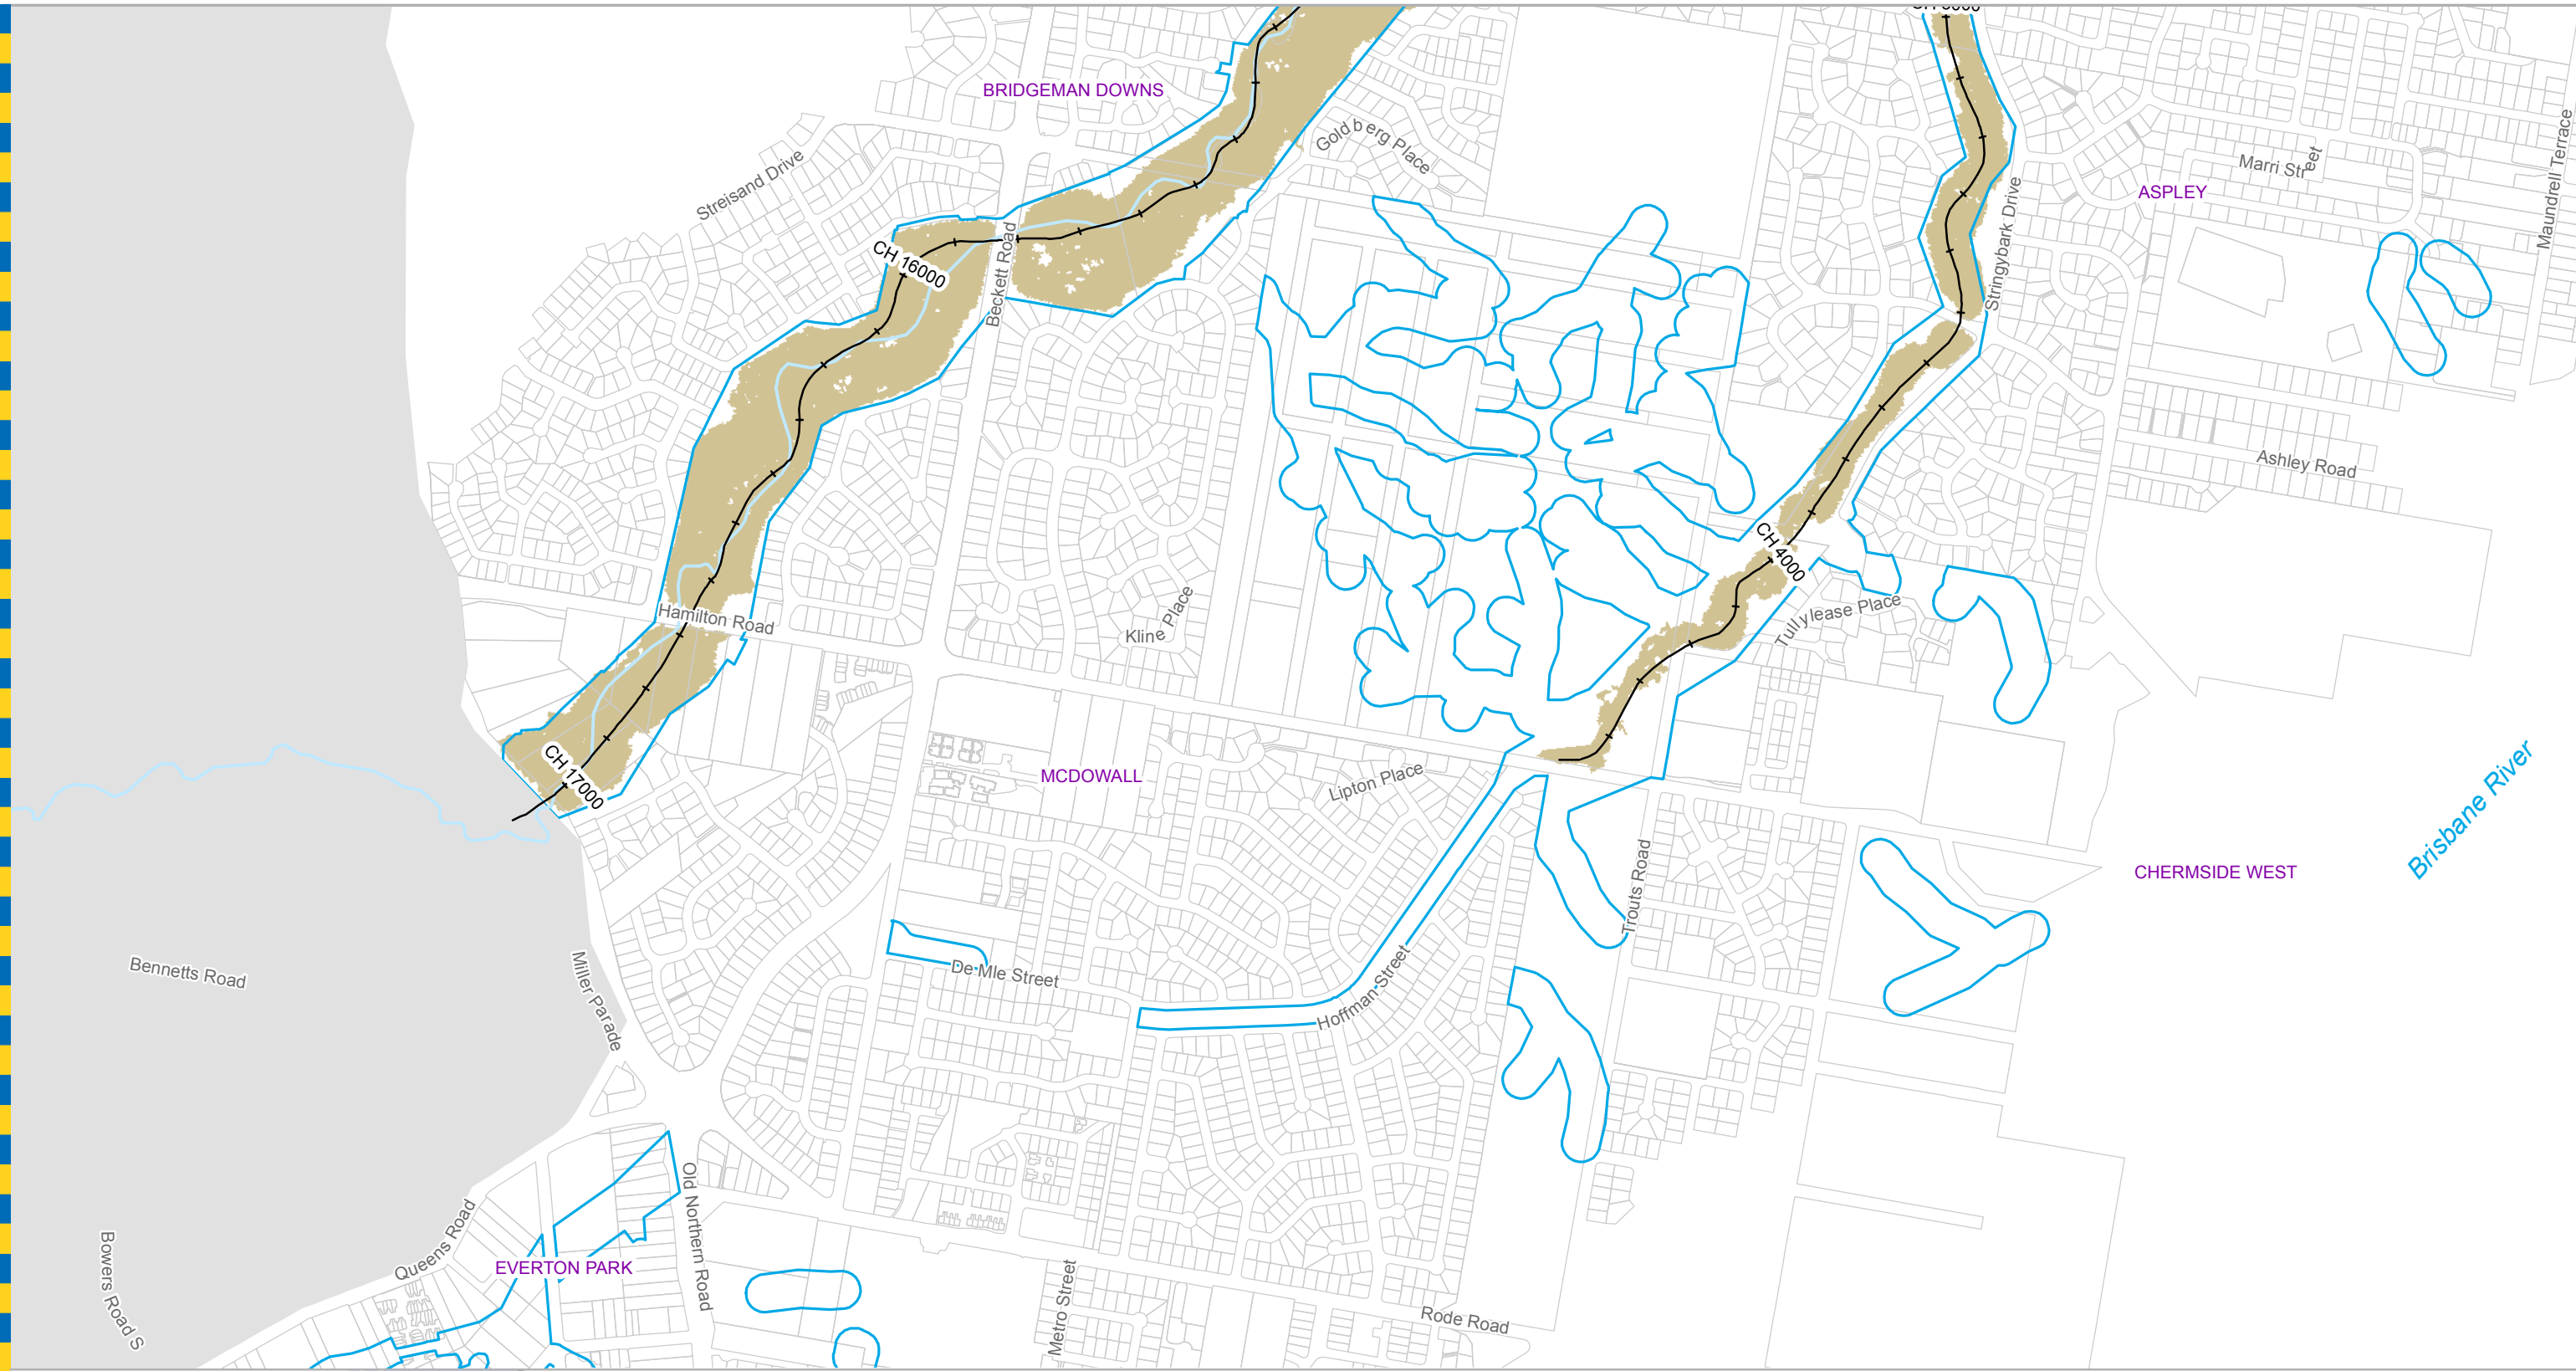 BRIDGEMAN DOWNS
Goldberg Place
Streisand Drive
Marri Street
Maundrell Terrace
ASPLEY
Stringybark Drive
CH 16000
Beckett Road
Ashley Road
CH 4000
Hamilton Road
Kline Place
Tullylease Place
CH 17000
MCDOWALL
Lipton Place
Brisbane River
CHERMSIDE WEST
Trouts Road
Bennetts Road
Miller Parade
De Mle Street
Hoffman Street
Old Northern Road
Queens Road
Bowers Road S
EVERTON PARK
Metro Street
Rode Road